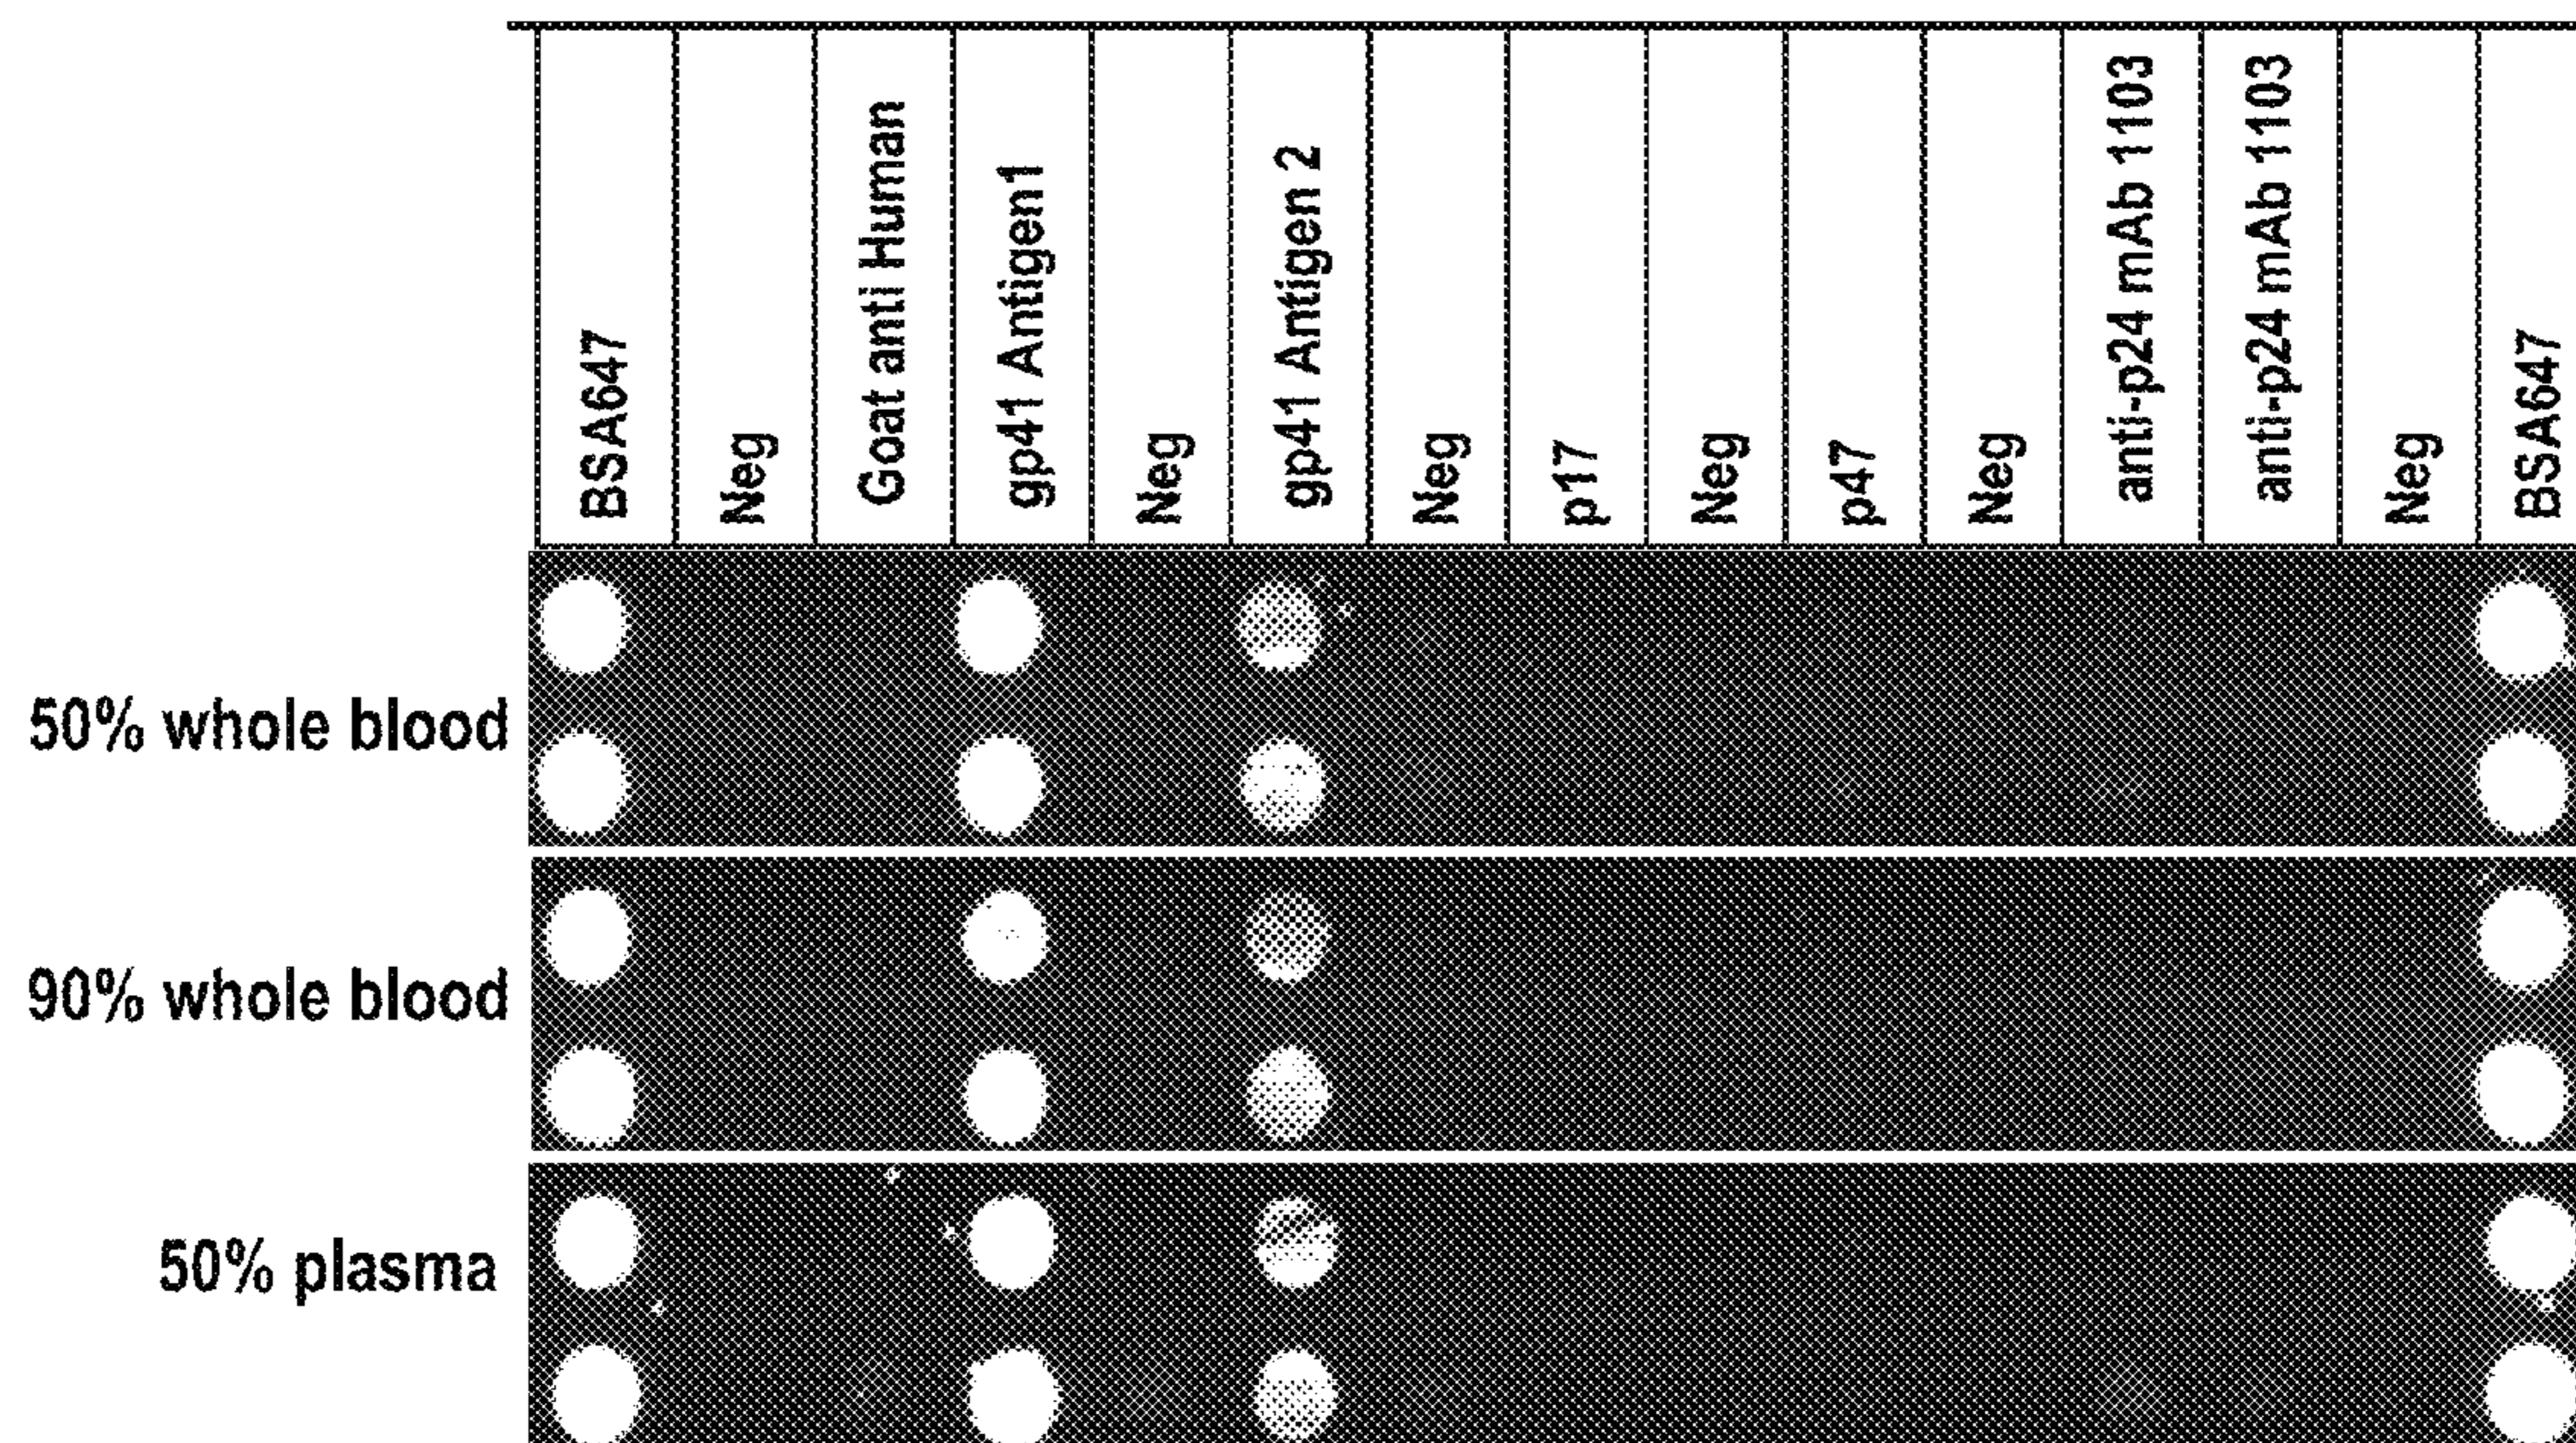 BSA647
Neg
Goat anti Human
gp41 Antigen1
Neg
gp41 Antigen 2
Neg
p17
Neg
p47
Neg
anti-p24 mAb 1103
anti-p24 mAb 1103
Neg
BSA647
50% whole blood
90% whole blood
50% plasma